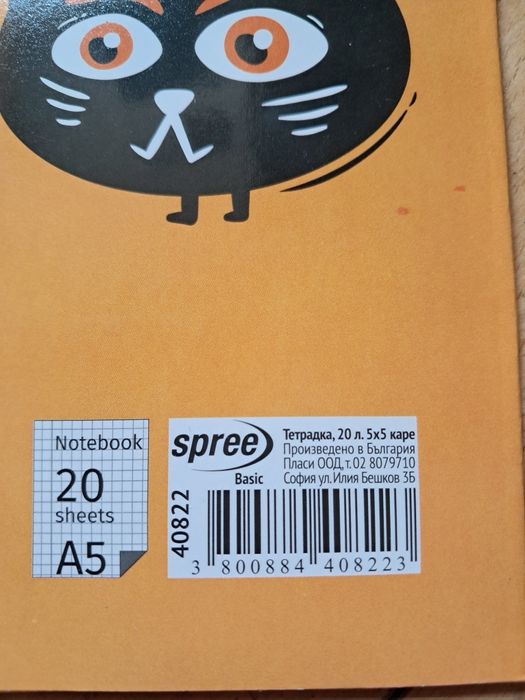 Notebook
20
sheets
A5
spree
Basic
40822
Тетрадка, 20 л. 5x5 каре
Произведено в България
Пласи ООД, т. 02 8079710
София ул. Илия Бешков 3Б
3 800884 408223